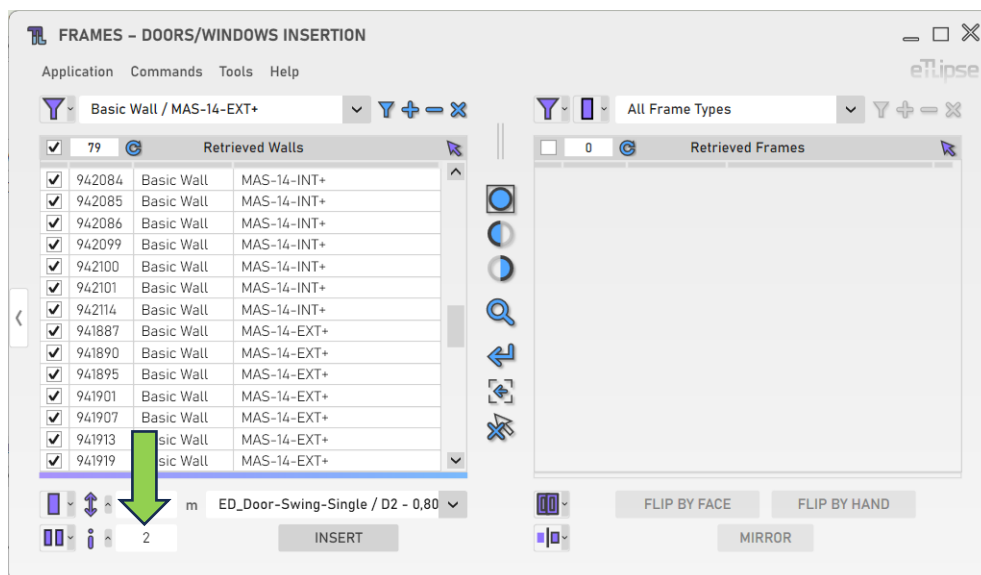 FRAMES – DOORS/WINDOWS INSERTION
Application Commands Tools Help
eTLipse
Basic Wall / MAS-14-EXT+
All Frame Types
79 Retrieved Walls
0 Retrieved Frames
942084 Basic Wall MAS-14-INT+
942085 Basic Wall MAS-14-INT+
942086 Basic Wall MAS-14-INT+
942099 Basic Wall MAS-14-INT+
942100 Basic Wall MAS-14-INT+
942101 Basic Wall MAS-14-INT+
942114 Basic Wall MAS-14-INT+
941887 Basic Wall MAS-14-EXT+
941890 Basic Wall MAS-14-EXT+
941895 Basic Wall MAS-14-EXT+
941901 Basic Wall MAS-14-EXT+
941907 Basic Wall MAS-14-EXT+
941913 sic Wall MAS-14-EXT+
941919 sic Wall MAS-14-EXT+
m ED_Door-Swing-Single / D2 - 0,80
FLIP BY FACE FLIP BY HAND
2 INSERT
MIRROR